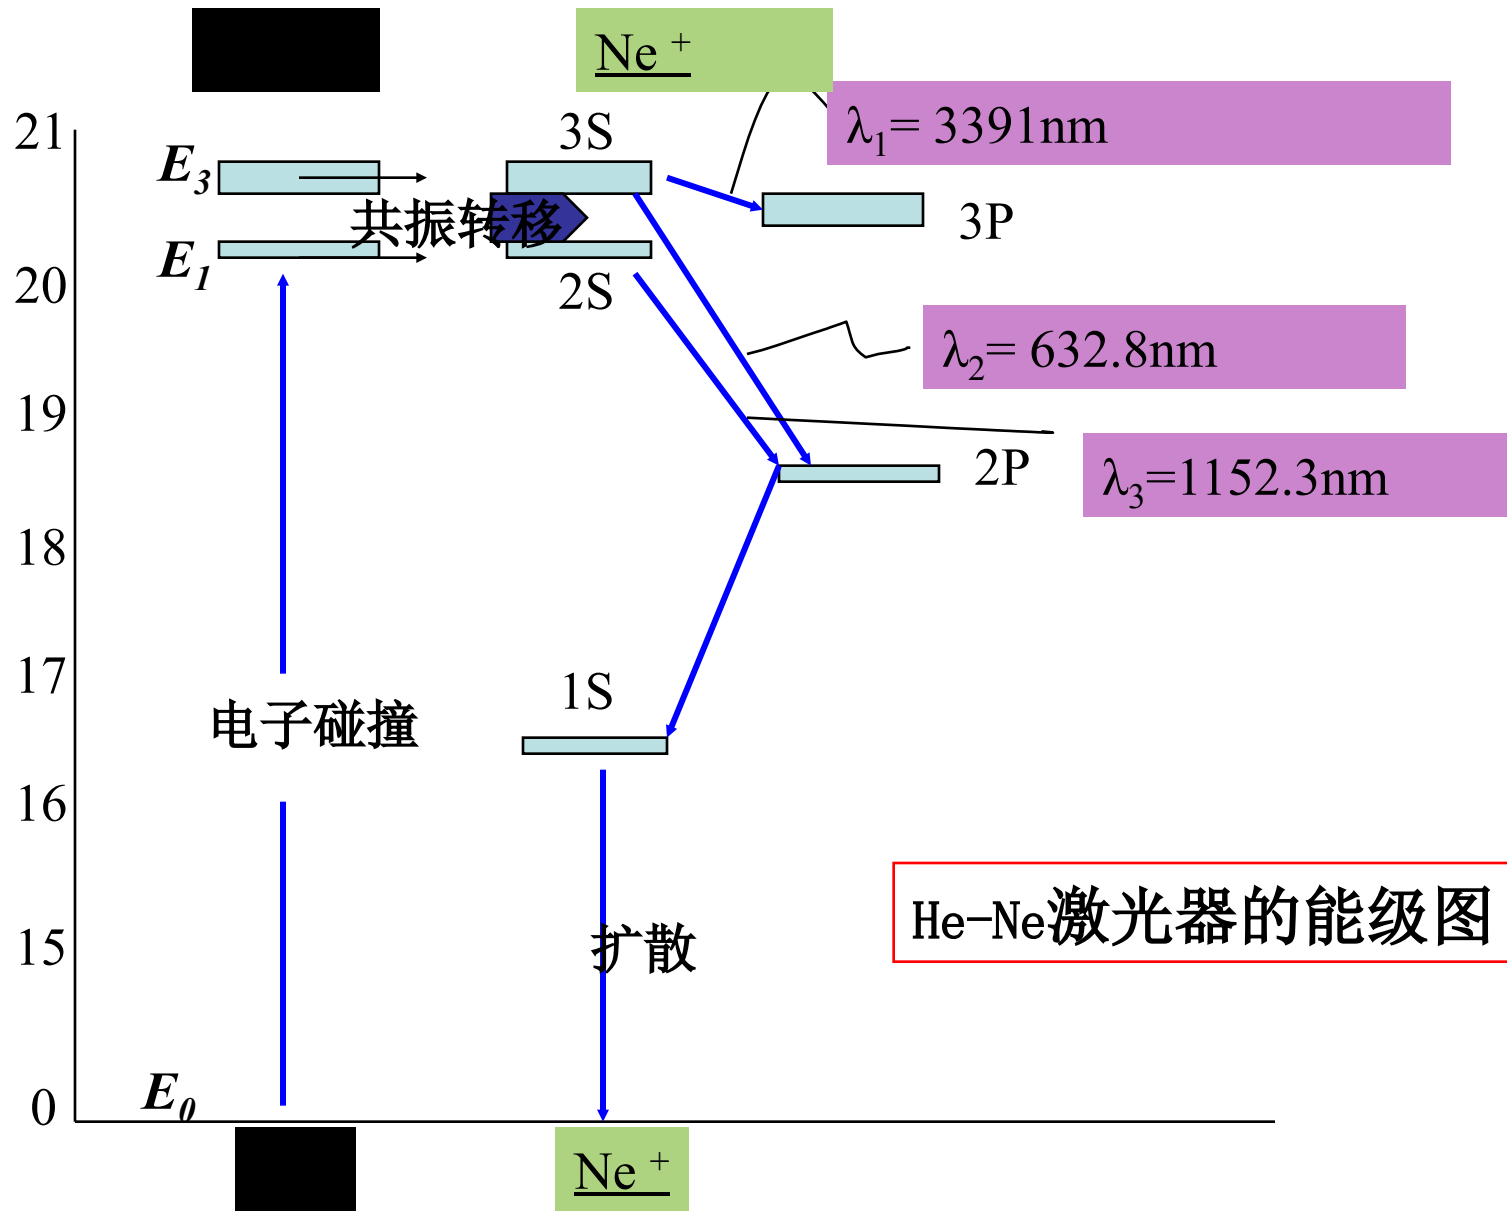 Ne +
λ1= 3391nm
21
3S
E3
共振转移
3P
E1
20
2S
λ2= 632.8nm
19
2P
λ3=1152.3nm
18
17
1S
电子碰撞
16
He-Ne激光器的能级图
15
扩散
E0
0
Ne +